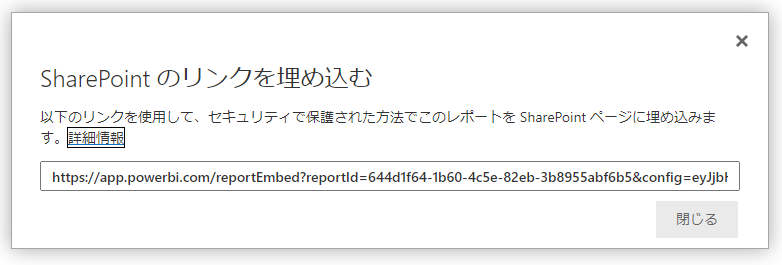 SharePoint のリンクを埋め込む
以下のリンクを使用して、セキュリティで保護された方法でこのレポートを SharePoint ページに埋め込みま
す。詳細情報
https://app.powerbi.com/reportEmbed?reportId=644d1f64-1b60-4c5e-82eb-3b8955abf6b5&config=eyJjbH
閉じる